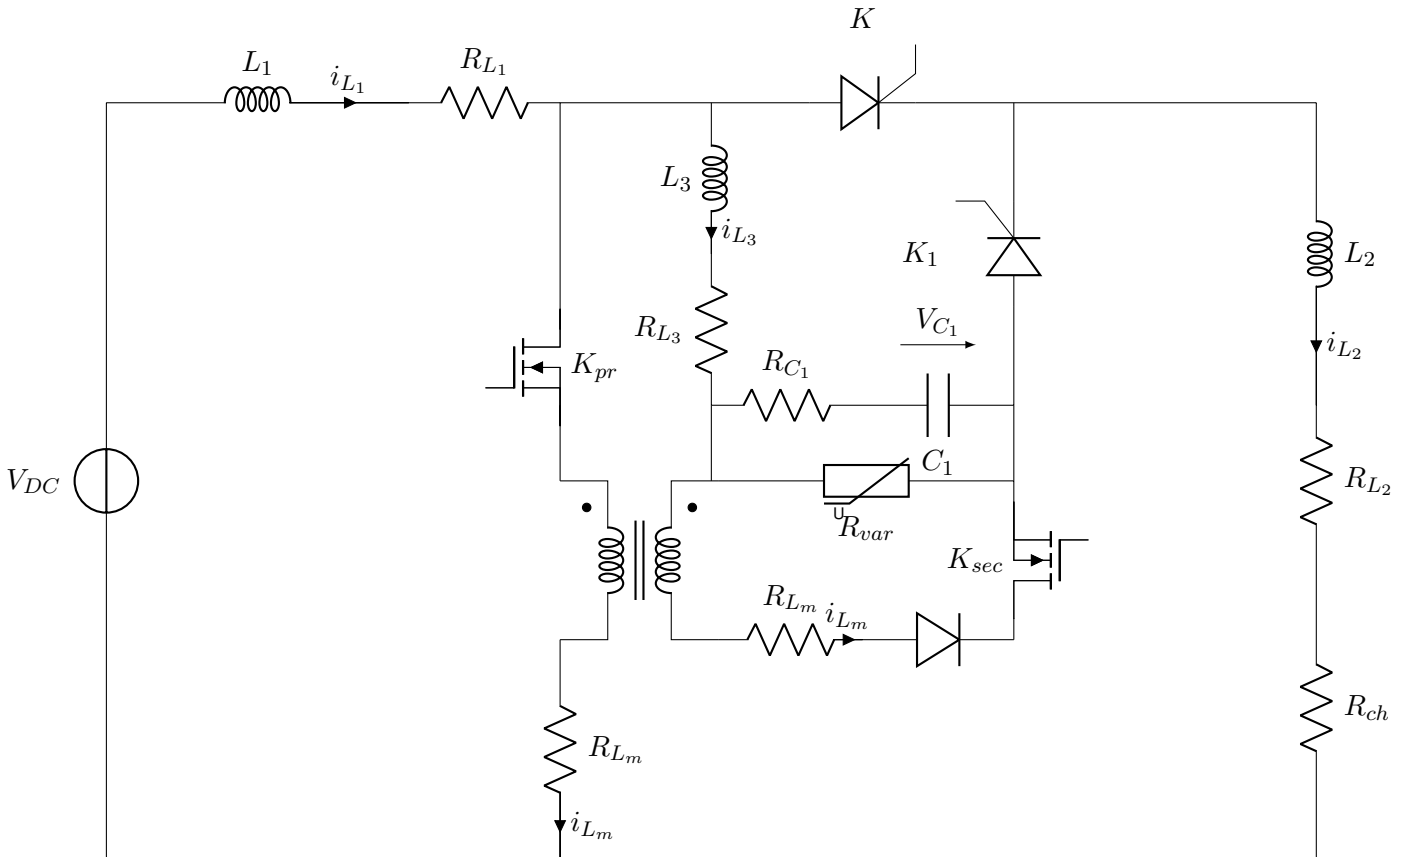 K
L1
iL1
RL1
L3
iL3
K1
L2
VC1
RL3
iL2
RC1
Kpr
C1
VDC
RL2
U
Rvar
Ksec
RLm
iLm
Rch
RLm
iLm